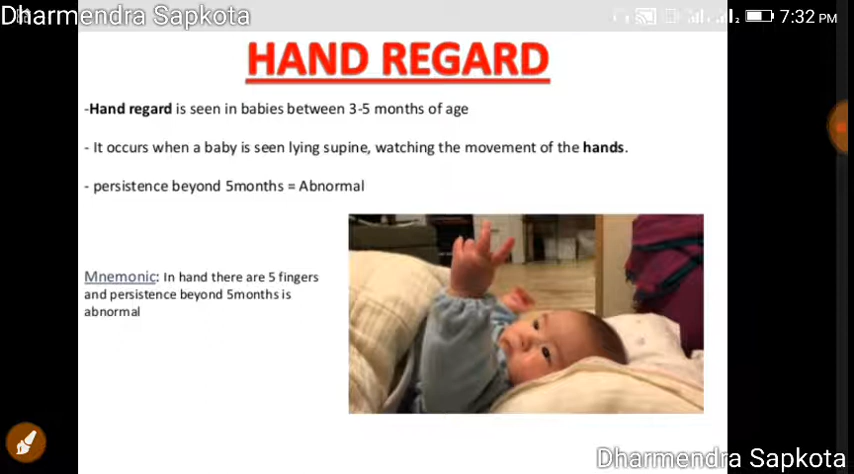 Dharmendra Sapkota
7:32 PM
HAND REGARD
-Hand regard is seen in babies between 3-5 months of age
- It occurs when a baby is seen lying supine, watching the movement of the hands.
- persistence beyond 5months = Abnormal
Mnemonic: In hand there are 5 fingers
and persistence beyond 5months is
abnormal
Dharmendra Sapkota